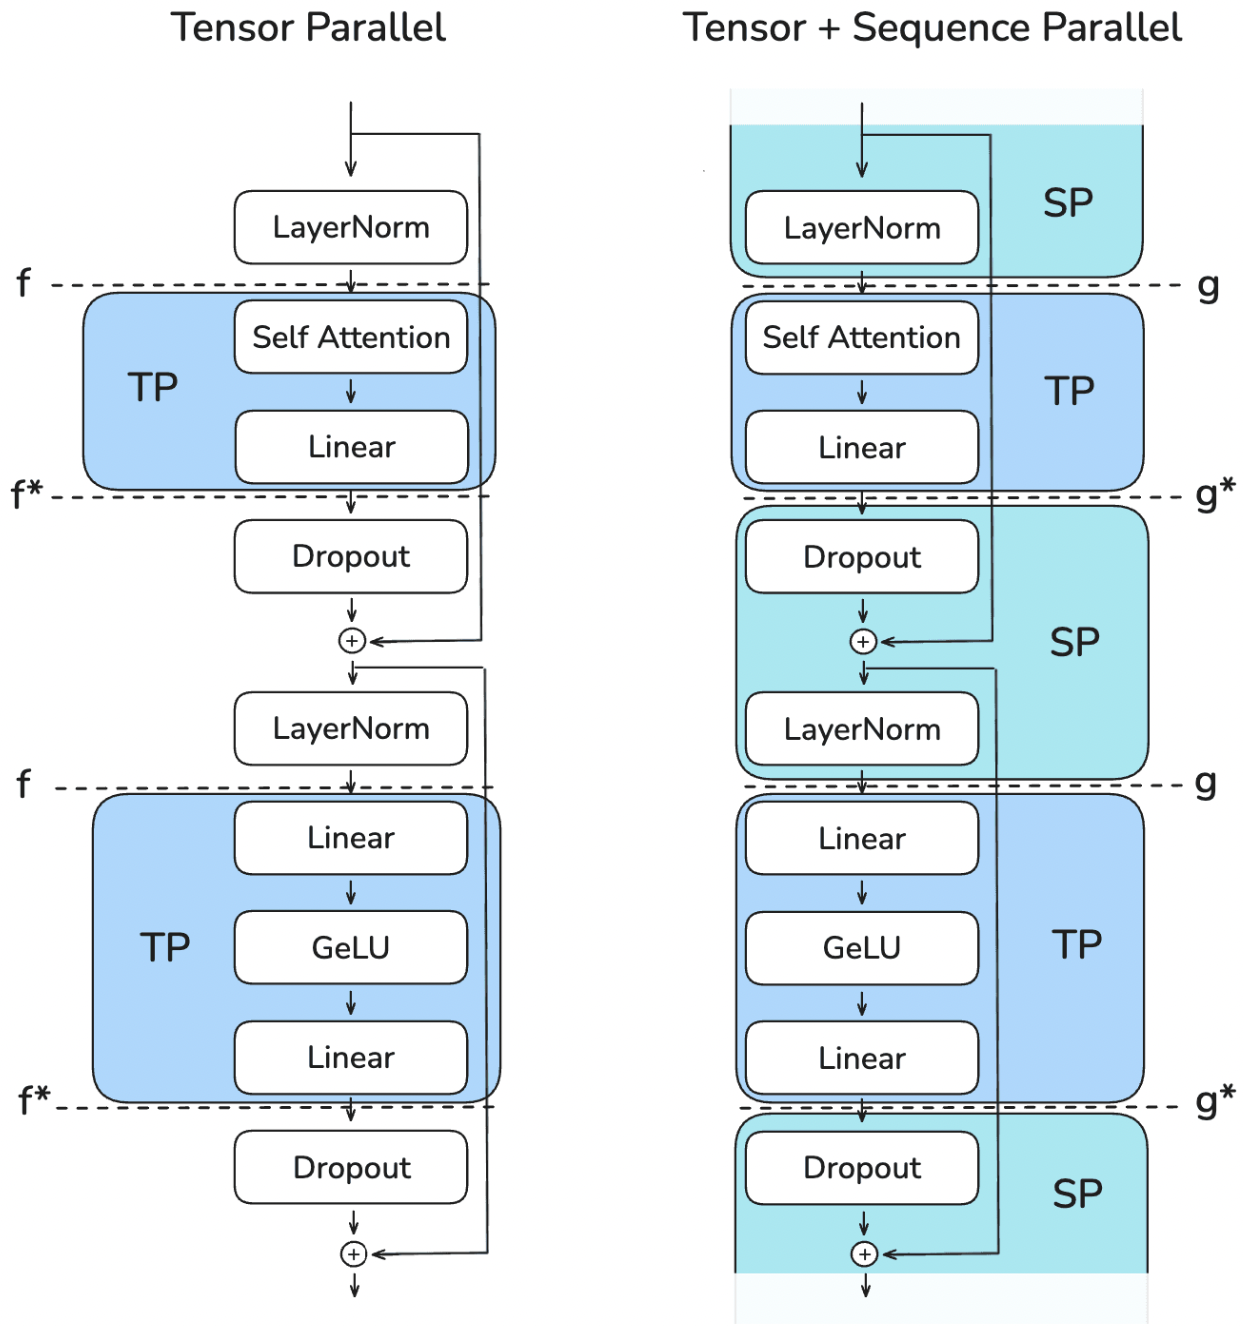 Tensor Parallel
LayerNorm
f
Self Attention
TP
Linear
f*
Dropout
+
LayerNorm
f
Linear
TP
GeLU
Linear
f*
Dropout
+
Tensor + Sequence Parallel
SP
LayerNorm
g
Self Attention
TP
Linear
g*
Dropout
+
SP
LayerNorm
g
Linear
TP
GeLU
Linear
g*
Dropout
SP
+